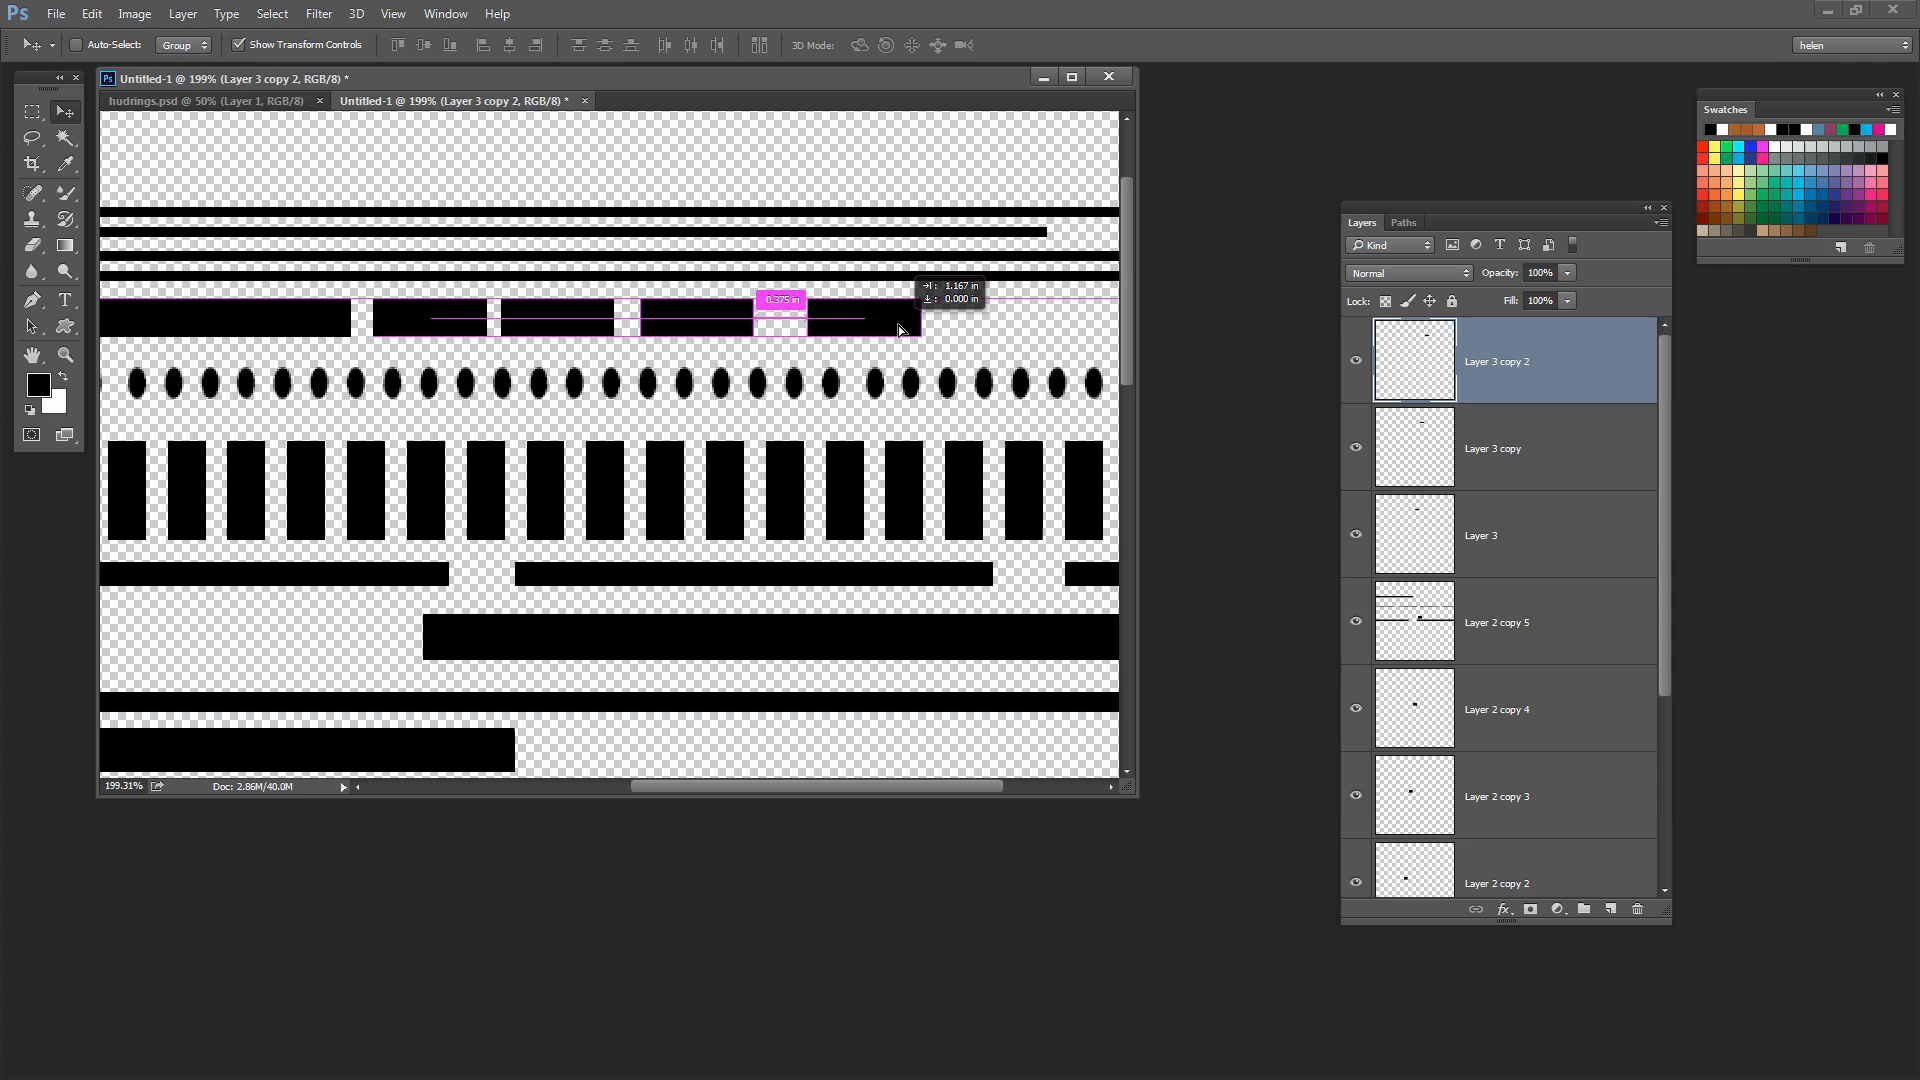 Ps File Edit Image Layer Type Select Filter 3D View Window Help
Auto-Select: Group Show Transform Controls 3D Mode: helen
Ps Untitled-1 @ 199% (Layer 3 copy 2, RGB/8) *
hudrings.psd @ 50% (Layer 1, RGB/8) × Untitled-1 @ 199% (Layer 3 copy 2, RGB/8) * ×
Swatches
Layers Paths
Kind
Normal Opacity: 100%
Lock: Fill: 100%
0.375 in
: 1.167 in
: 0.000 in
Layer 3 copy 2
Layer 3 copy
Layer 3
Layer 2 copy 5
Layer 2 copy 4
Layer 2 copy 3
Layer 2 copy 2
fx
199.31% Doc: 2.86M/40.0M